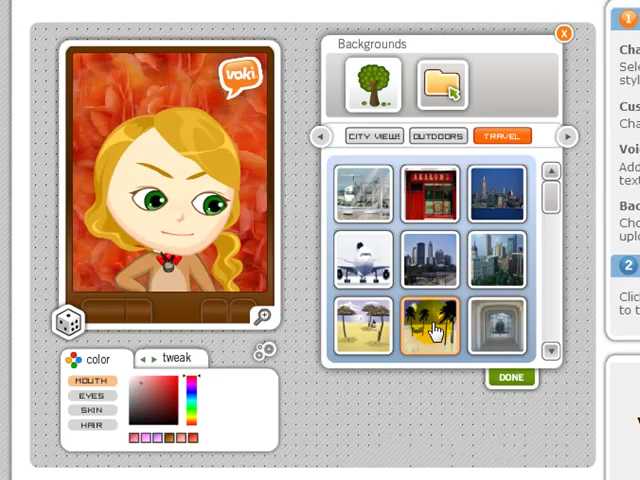 voki
Backgrounds
X
CITY VIEWS
OUTDOORS
TRAVEL
color
tweak
MOUTH
EYES
SKIN
HAIR
DONE
1
Cha
Sele
styl
Cus
Cha
Voi
Add
text
Bac
Cho
uplo
2
Clic
to t